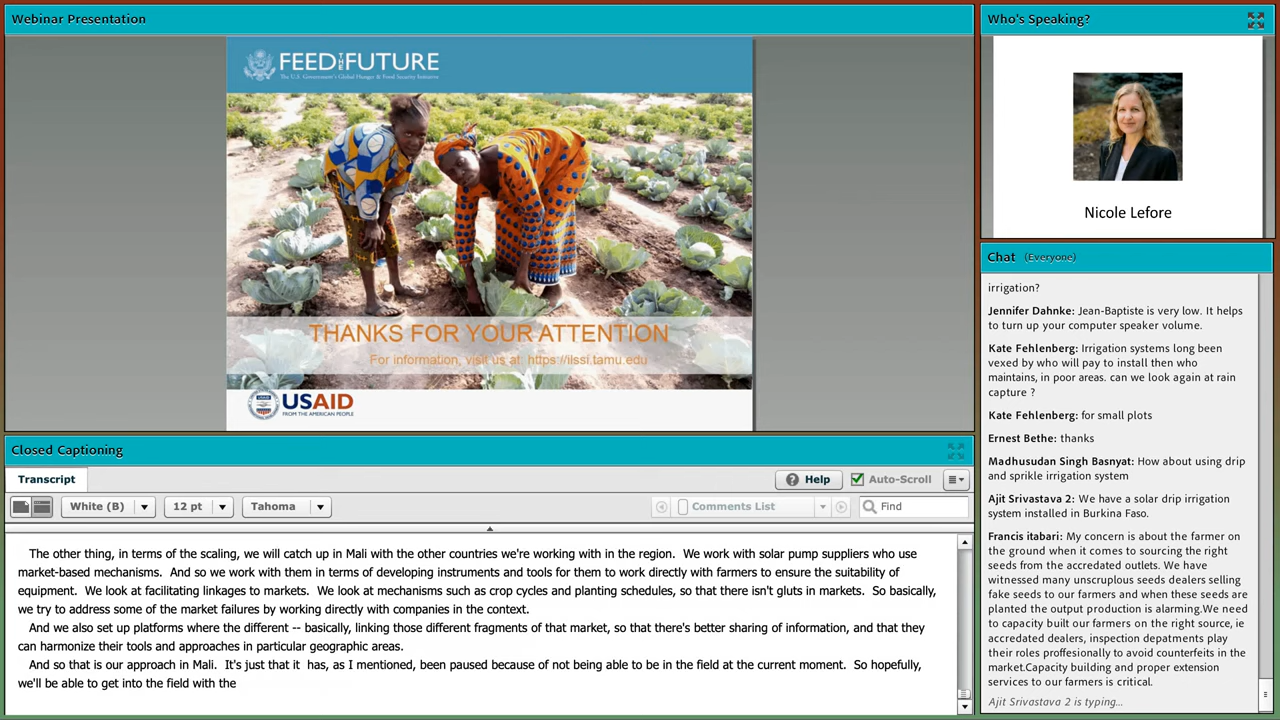 Webinar Presentation
FEED THE FUTURE
The U.S. Government's Global Hunger & Food Security Initiative
THANKS FOR YOUR ATTENTION
For information, visit us at: https://ilssi.tamu.edu
USAID
FROM THE AMERICAN PEOPLE
Who's Speaking?
Nicole Lefore
Chat (Everyone)
irrigation?
Jennifer Dahnke: Jean-Baptiste is very low. It helps
to turn up your computer speaker volume.
Kate Fehlenberg: Irrigation systems long been
vexed by who will pay to install then who
maintains, in poor areas. can we look again at rain
capture ?
Kate Fehlenberg: for small plots
Ernest Bethe: thanks
Madhusudan Singh Basnyat: How about using drip
and sprikle irrigation system
Ajit Srivastava 2: We have a solar drip irrigation
system installed in Burkina Faso.
Francis itabari: My concern is about the farmer on
the ground when it comes to sourcing the right
seeds from the accredated outlets. We have
witnessed many unscruplous seeds dealers selling
fake seeds to our farmers and when these seeds are
planted the output production is alarming.We need
to capacity built our farmers on the right source, ie
accredated dealers, inspection depatments play
their roles proffesionally to avoid counterfeits in the
market.Capacity building and proper extension
services to our farmers is critical.
Ajit Srivastava 2 is typing...
Closed Captioning
Transcript
Help
Auto-Scroll
White (B)
12 pt
Tahoma
Comments List
Find
The other thing, in terms of the scaling, we will catch up in Mali with the other countries we're working with in the region. We work with solar pump suppliers who use
market-based mechanisms. And so we work with them in terms of developing instruments and tools for them to work directly with farmers to ensure the suitability of
equipment. We look at facilitating linkages to markets. We look at mechanisms such as crop cycles and planting schedules, so that there isn't gluts in markets. So basically,
we try to address some of the market failures by working directly with companies in the context.
And we also set up platforms where the different -- basically, linking those different fragments of that market, so that there's better sharing of information, and that they
can harmonize their tools and approaches in particular geographic areas.
And so that is our approach in Mali. It's just that it has, as I mentioned, been paused because of not being able to be in the field at the current moment. So hopefully,
we'll be able to get into the field with the